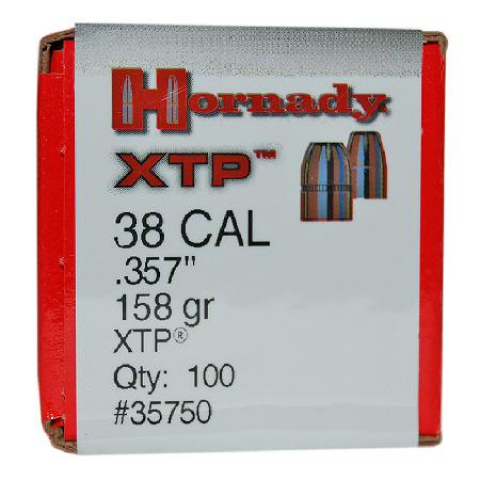 Hornady
XTP™
38 CAL
.357"
158 gr
XTP®
Qty: 100
#35750